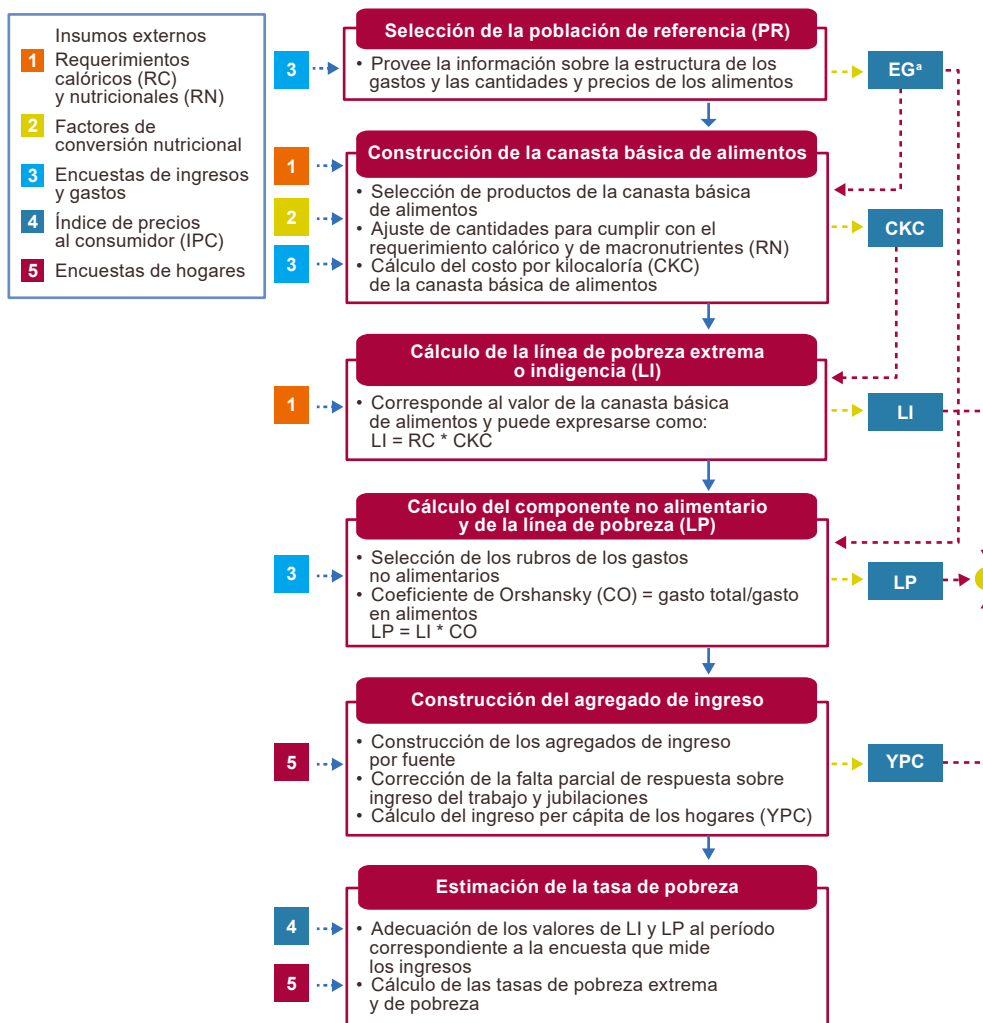 Insumos externos
1 Requerimientos
calóricos (RC)
y nutricionales (RN)
2 Factores de
conversión nutricional
3 Encuestas de ingresos
y gastos
4 Índice de precios
al consumidor (IPC)
5 Encuestas de hogares
Selección de la población de referencia (PR)
3
• Provee la información sobre la estructura de los
gastos y las cantidades y precios de los alimentos
EGª
Construcción de la canasta básica de alimentos
1
2
3
• Selección de productos de la canasta básica
de alimentos
• Ajuste de cantidades para cumplir con el
requerimiento calórico y de macronutrientes (RN)
• Cálculo del costo por kilocaloría (CKC)
de la canasta básica de alimentos
CKC
Cálculo de la línea de pobreza extrema
o indigencia (LI)
1
• Corresponde al valor de la canasta básica
de alimentos y puede expresarse como:
LI = RC * CKC
LI
Cálculo del componente no alimentario
y de la línea de pobreza (LP)
3
• Selección de los rubros de los gastos
no alimentarios
• Coeficiente de Orshansky (CO) = gasto total/gasto
en alimentos
LP = LI * CO
LP
Construcción del agregado de ingreso
5
• Construcción de los agregados de ingreso
por fuente
• Corrección de la falta parcial de respuesta sobre
ingreso del trabajo y jubilaciones
• Cálculo del ingreso per cápita de los hogares (YPC)
YPC
Estimación de la tasa de pobreza
4
5
• Adecuación de los valores de LI y LP al período
correspondiente a la encuesta que mide
los ingresos
• Cálculo de las tasas de pobreza extrema
y de pobreza